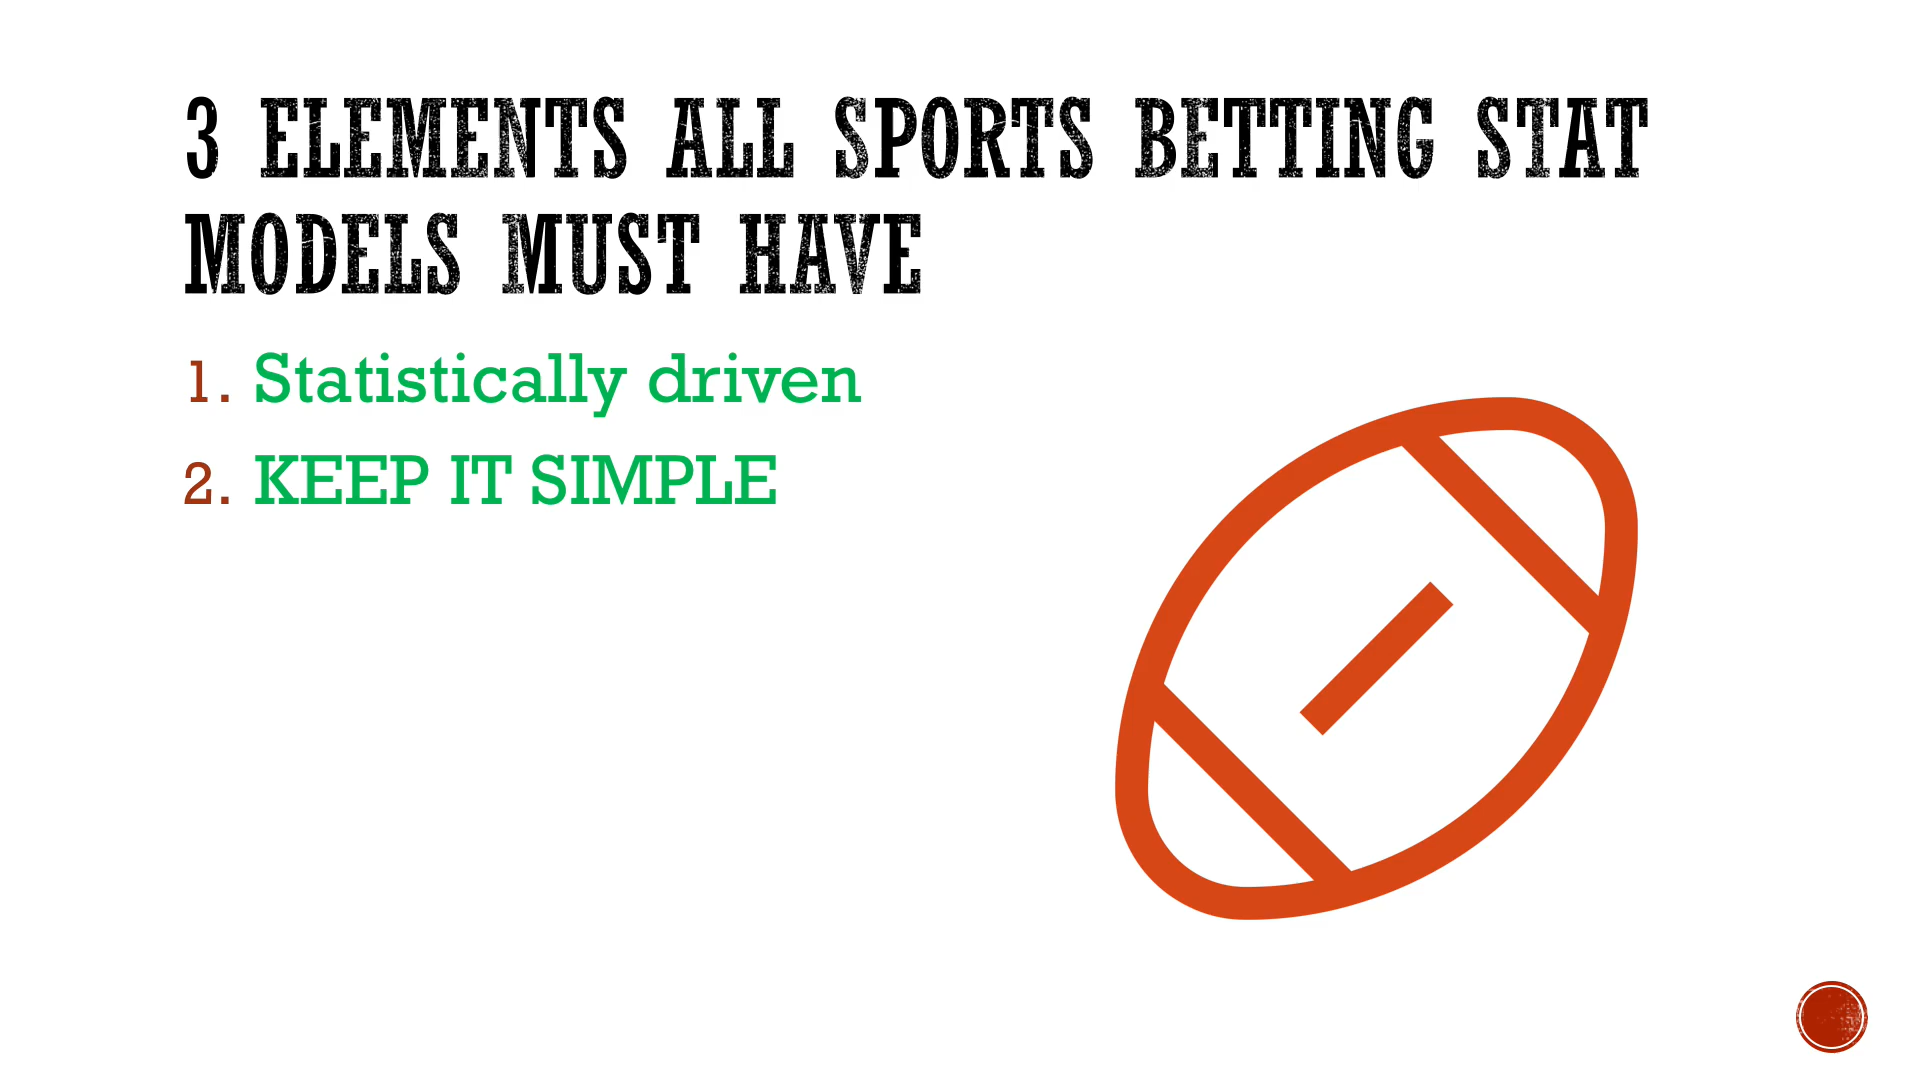 3 ELEMENTS ALL SPORTS BETTING STAT
MODELS MUST HAVE
1. Statistically driven
2. KEEP IT SIMPLE